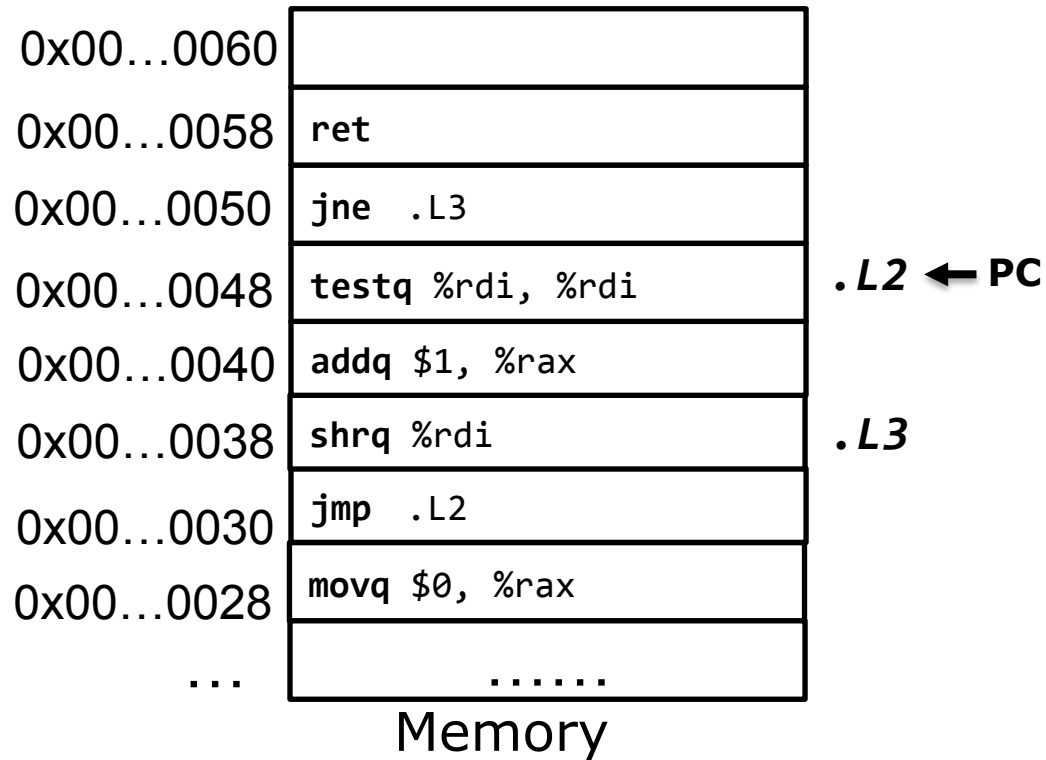 0x00...0060
0x00...0058 ret
0x00...0050 jne .L3
0x00...0048 testq %rdi, %rdi .L2 ← PC
0x00...0040 addq $1, %rax
0x00...0038 shrq %rdi .L3
0x00...0030 jmp .L2
0x00...0028 movq $0, %rax
... ......
Memory